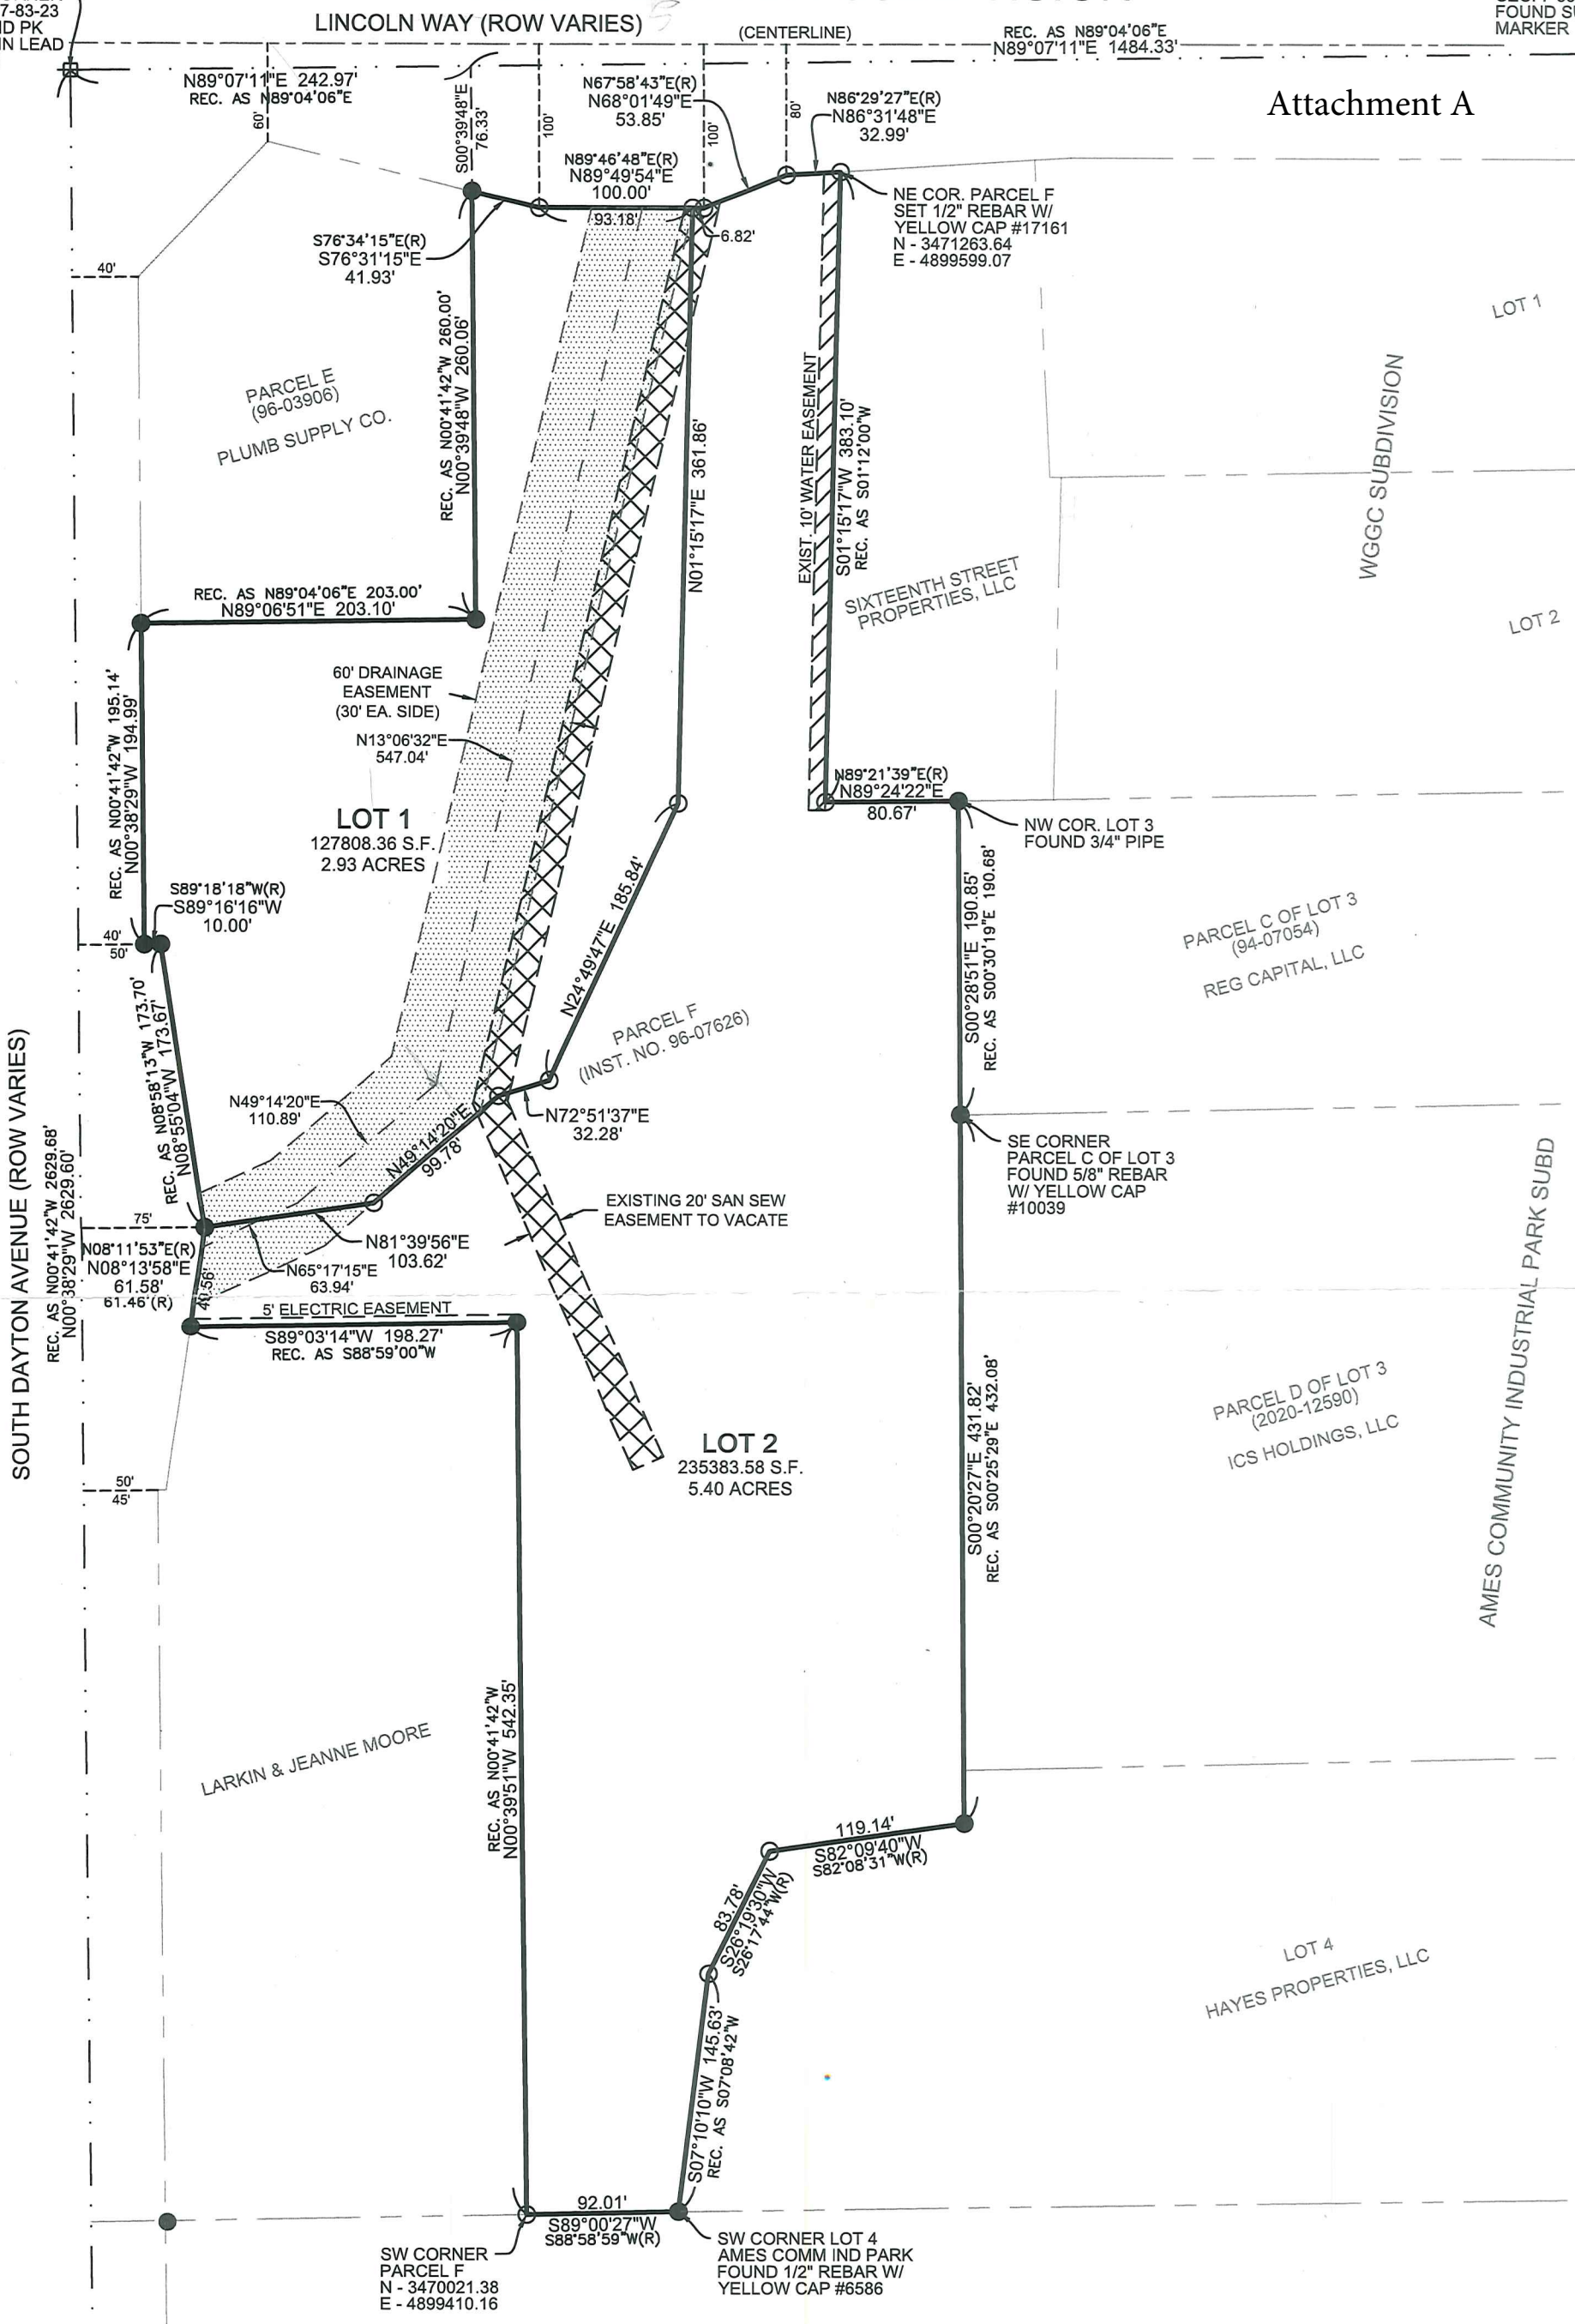 7-83-23
ND PK
IN LEAD
LINCOLN WAY (ROW VARIES)
(CENTERLINE)
REC. AS N89°04'06"E
N89°07'11"E 1484.33'
FOUND
MARKER
Attachment A
N89°07'11"E 242.97'
REC. AS N89°04'06"E
60'
S00°39'48"E
76.33'
100'
N67°58'43"E(R)
N68°01'49"E
53.85'
100'
80'
N86°29'27"E(R)
N86°31'48"E
32.99'
N89°46'48"E(R)
N89°49'54"E
100.00'
93.18'
6.82'
NE COR. PARCEL F
SET 1/2" REBAR W/
YELLOW CAP #17161
N - 3471263.64
E - 4899599.07
S76°34'15"E(R)
S76°31'15"E
41.93'
40'
REC. AS N00°41'42"W 260.00'
N00°39'48"W 260.06'
PARCEL E
(96-03906)
PLUMB SUPPLY CO.
N01°15'17"E 361.86'
EXIST. 10' WATER EASEMENT
S01°15'17"W 383.10'
REC. AS S01°12'00"W
LOT 1
WGGC SUBDIVISION
LOT 2
SIXTEENTH STREET
PROPERTIES, LLC
REC. AS N89°04'06"E 203.00'
N89°06'51"E 203.10'
60' DRAINAGE
EASEMENT
(30' EA. SIDE)
N13°06'32"E
547.04'
REC. AS N00°41'42"W 195.14'
N00°38'29"W 194.99'
LOT 1
127808.36 S.F.
2.93 ACRES
N89°21'39"E(R)
N89°24'22"E
80.67'
NW COR. LOT 3
FOUND 3/4" PIPE
S89°18'18"W(R)
S89°16'16"W
10.00'
40'
50'
N24°49'47"E 185.84'
S00°28'51"E 190.85'
REC. AS S00°30'19"E 190.68'
PARCEL C OF LOT 3
(94-07054)
REG CAPITAL, LLC
REC. AS N08°58'13"W 173.70'
N08°55'04"W 173.67'
PARCEL F
(INST. NO. 96-07626)
N49°14'20"E
110.89'
N49°14'20"E
99.78'
N72°51'37"E
32.28'
SE CORNER
PARCEL C OF LOT 3
FOUND 5/8" REBAR
W/ YELLOW CAP
#10039
SOUTH DAYTON AVENUE (ROW VARIES)
REC. AS N00°41'42"W 2629.68'
N00°38'29"W 2629.60'
75'
EXISTING 20' SAN SEW
EASEMENT TO VACATE
N08°11'53"E(R)
N08°13'58"E
61.58'
61.46'(R)
40.56'
N81°39'56"E
103.62'
N65°17'15"E
63.94'
5' ELECTRIC EASEMENT
S89°03'14"W 198.27'
REC. AS S88°59'00"W
AMES COMMUNITY INDUSTRIAL PARK SUBD
S00°20'27"E 431.82'
REC. AS S00°25'29"E 432.08'
PARCEL D OF LOT 3
(2020-12590)
ICS HOLDINGS, LLC
LOT 2
235383.58 S.F.
5.40 ACRES
50'
45'
REC. AS N00°41'42"W
N00°39'51"W 542.35'
LARKIN & JEANNE MOORE
119.14'
S82°09'40"W
S82°08'31"W(R)
83.78'
S26°19'30"W
S26°17'44"W(R)
LOT 4
HAYES PROPERTIES, LLC
S07°10'10"W 145.63'
REC. AS S07°08'42"W
92.01'
S89°00'27"W
S88°58'59"W(R)
SW CORNER
PARCEL F
N - 3470021.38
E - 4899410.16
SW CORNER LOT 4
AMES COMM IND PARK
FOUND 1/2" REBAR W/
YELLOW CAP #6586